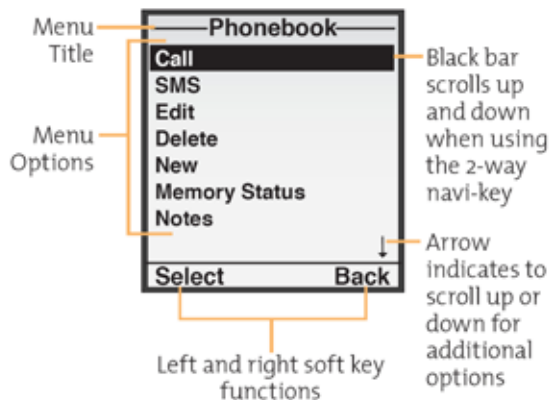 Menu
Title
Phonebook
Call
SMS
Edit
Delete
New
Memory Status
Notes
Select Back
Menu
Options
Black bar
scrolls up
and down
when using
the 2-way
navi-key
Arrow
indicates to
scroll up or
down for
additional
options
Left and right soft key
functions